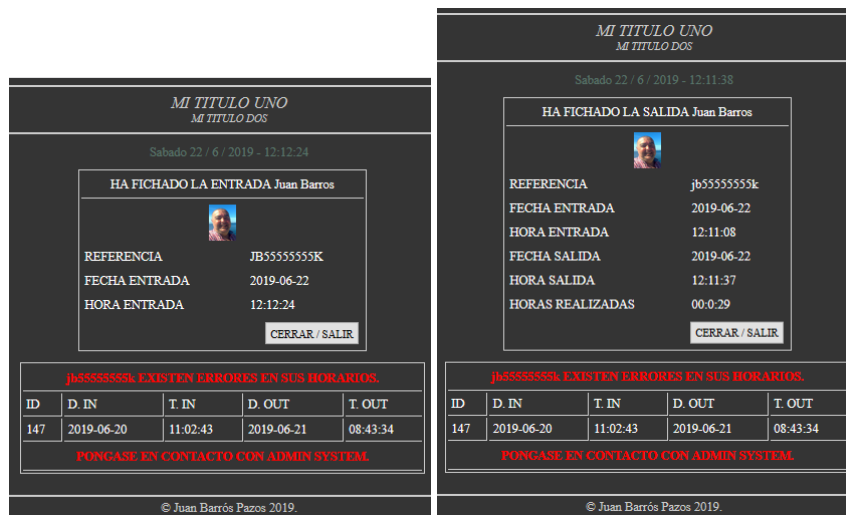 MI TITULO UNO
MI TITULO DOS
Sabado 22 / 6 / 2019 - 12:12:24
HA FICHADO LA ENTRADA Juan Barros
REFERENCIA JB55555555K
FECHA ENTRADA 2019-06-22
HORA ENTRADA 12:12:24
CERRAR / SALIR
jb55555555k EXISTEN ERRORES EN SUS HORARIOS.
ID D. IN T. IN D. OUT T. OUT
147 2019-06-20 11:02:43 2019-06-21 08:43:34
PONGASE EN CONTACTO CON ADMIN SYSTEM.
© Juan Barrós Pazos 2019.
MI TITULO UNO
MI TITULO DOS
Sabado 22 / 6 / 2019 - 12:11:38
HA FICHADO LA SALIDA Juan Barros
REFERENCIA jb55555555k
FECHA ENTRADA 2019-06-22
HORA ENTRADA 12:11:08
FECHA SALIDA 2019-06-22
HORA SALIDA 12:11:37
HORAS REALIZADAS 00:0:29
CERRAR / SALIR
jb55555555k EXISTEN ERRORES EN SUS HORARIOS.
ID D. IN T. IN D. OUT T. OUT
147 2019-06-20 11:02:43 2019-06-21 08:43:34
PONGASE EN CONTACTO CON ADMIN SYSTEM.
© Juan Barrós Pazos 2019.